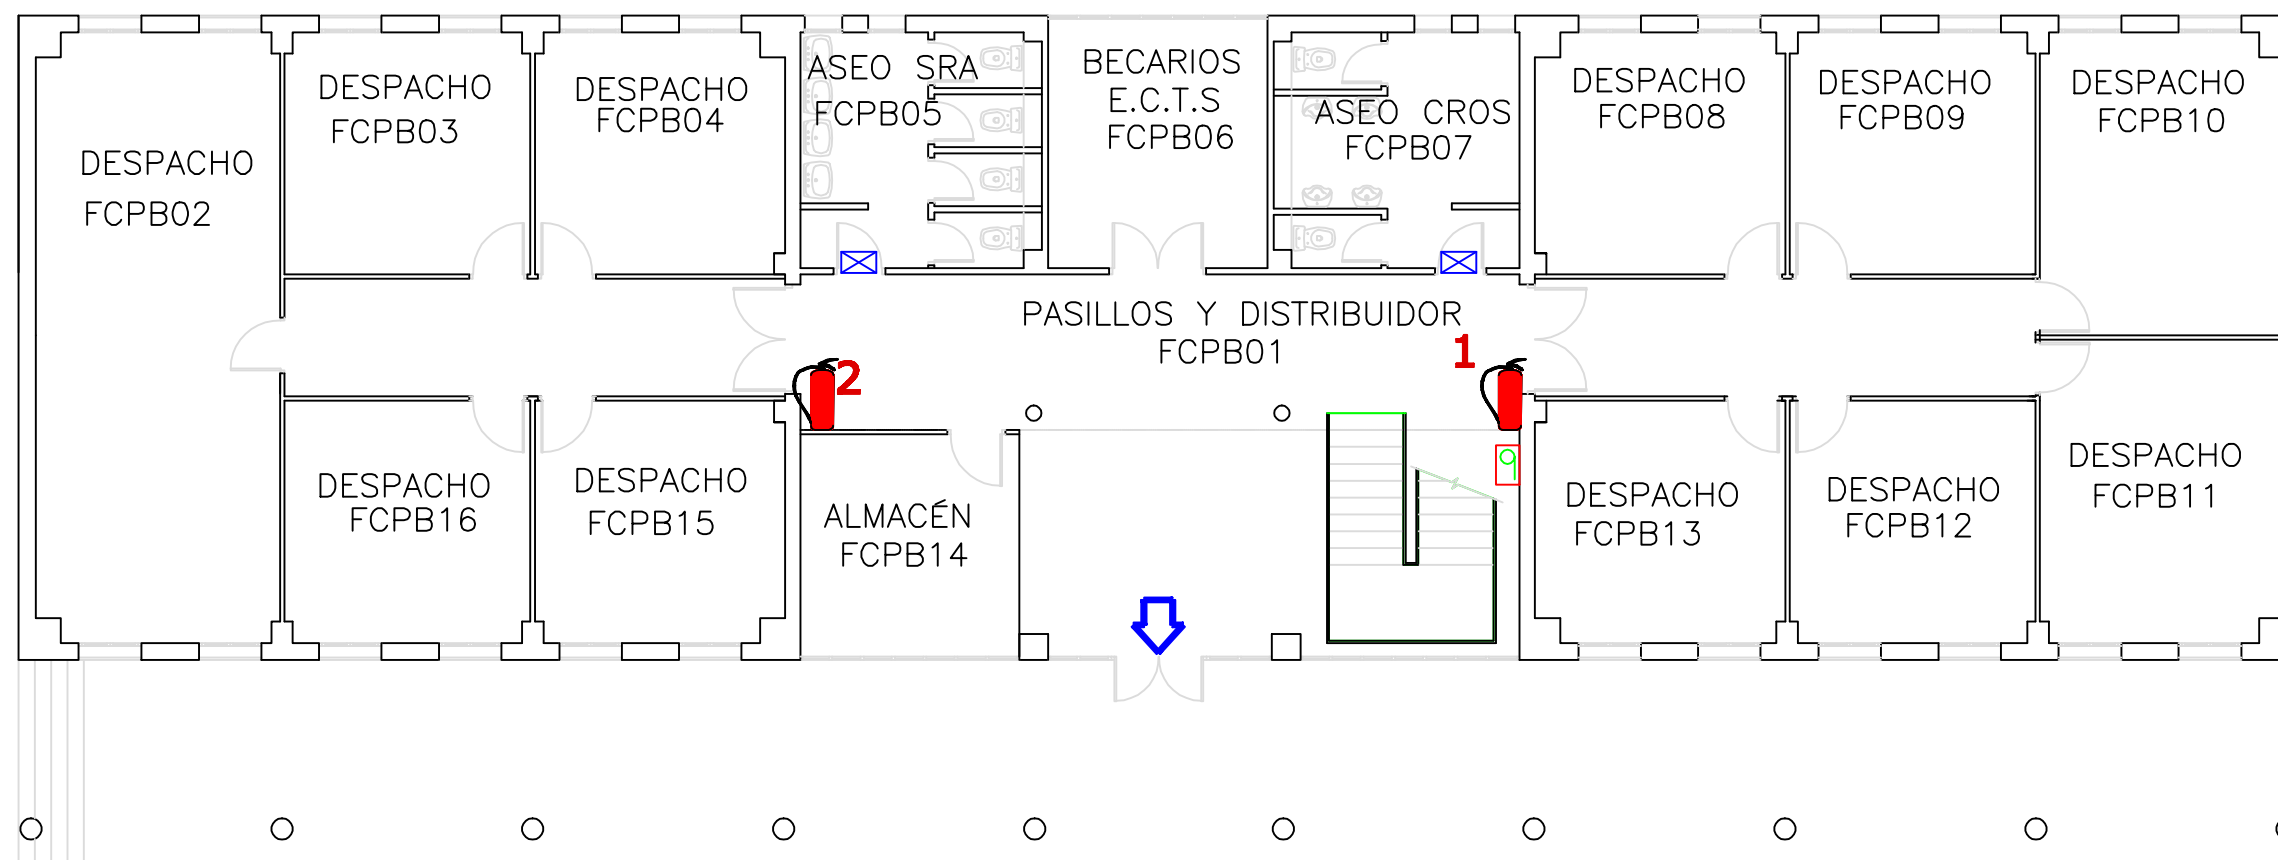 DESPACHO
FCPB02
DESPACHO
FCPB03
DESPACHO
FCPB04
ASEO SRA
FCPB05
BECARIOS
E.C.T.S
FCPB06
ASEO CROS
FCPB07
DESPACHO
FCPB08
DESPACHO
FCPB09
DESPACHO
FCPB10
PASILLOS Y DISTRIBUIDOR
FCPB01
1
2
DESPACHO
FCPB16
DESPACHO
FCPB15
ALMACÉN
FCPB14
DESPACHO
FCPB13
DESPACHO
FCPB12
DESPACHO
FCPB11